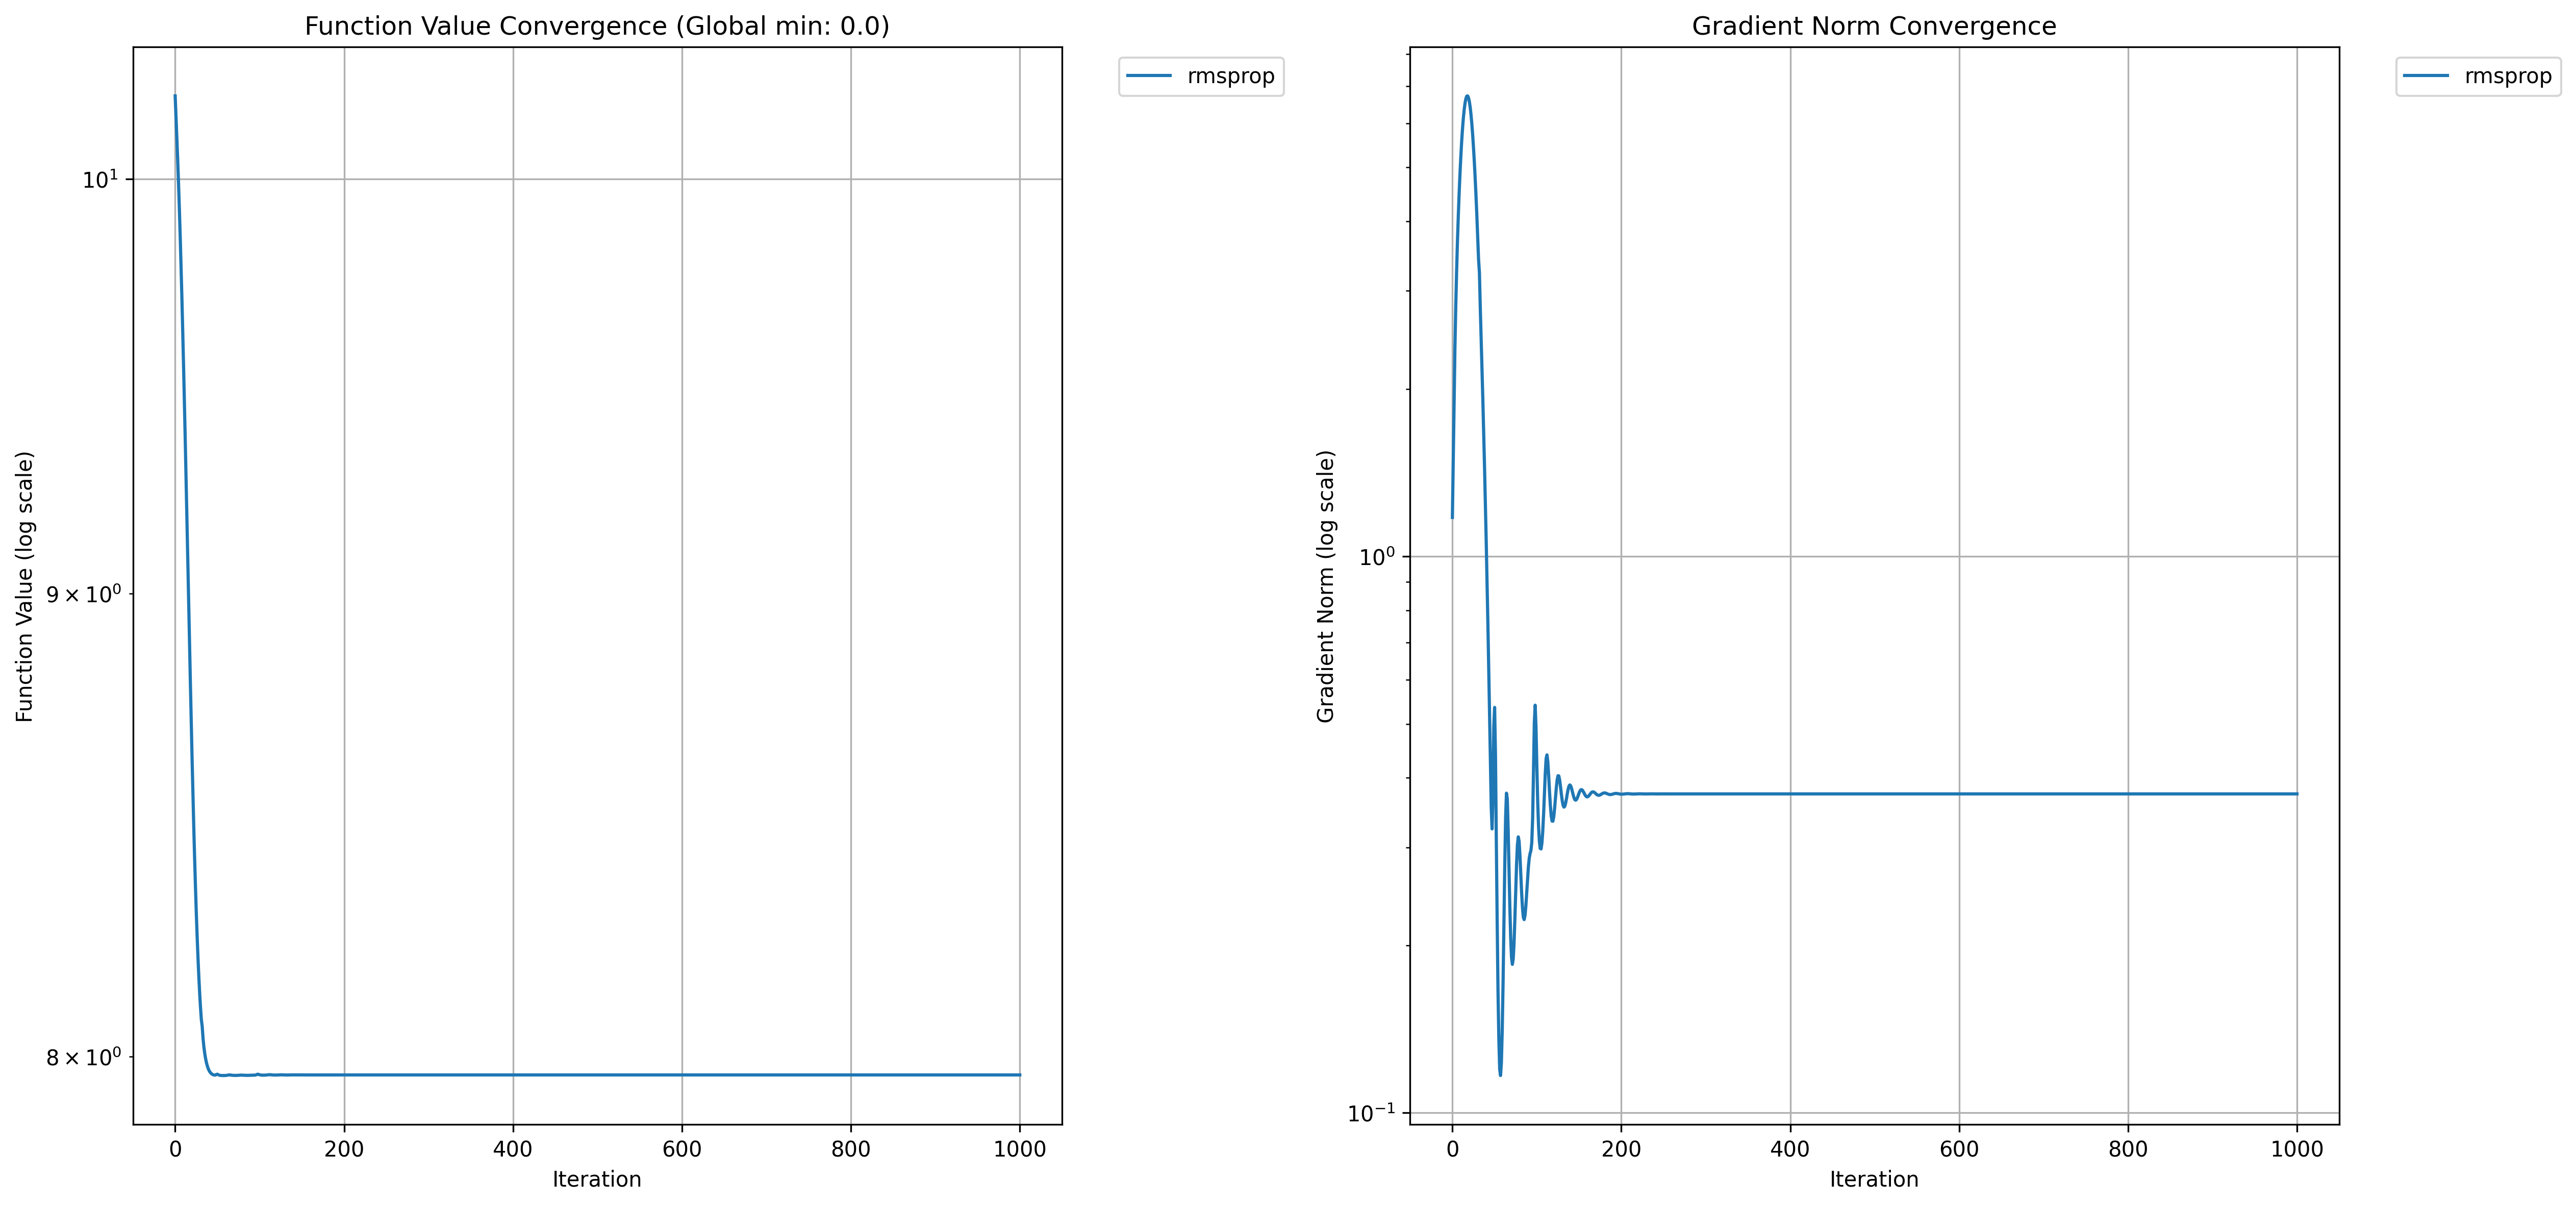 Function Value Convergence (Global min: 0.0)
rmsprop
Function Value (log scale)
10¹
9 × 10⁰
8 × 10⁰
0 200 400 600 800 1000
Iteration
Gradient Norm Convergence
rmsprop
Gradient Norm (log scale)
10⁰
10⁻¹
0 200 400 600 800 1000
Iteration